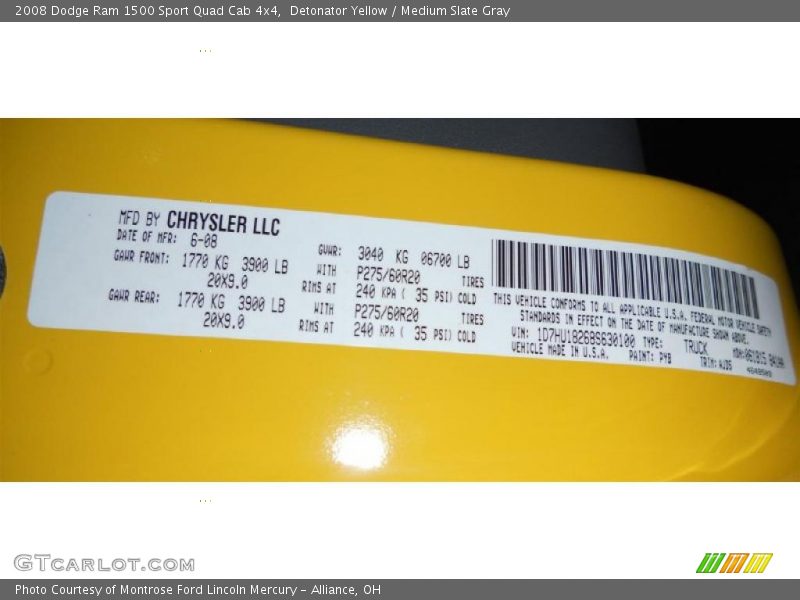 2008 Dodge Ram 1500 Sport Quad Cab 4x4,  Detonator Yellow / Medium Slate Gray
MFD BY CHRYSLER LLC
DATE OF MFR: 6-08
GVWR: 3040 KG 06700 LB
GAWR FRONT: 1770 KG 3900 LB
WITH P275/60R20 TIRES
20X9.0
RIMS AT 240 KPA ( 35 PSI) COLD
GAWR REAR: 1770 KG 3900 LB
WITH P275/60R20 TIRES
20X9.0
RIMS AT 240 KPA ( 35 PSI) COLD
THIS VEHICLE CONFORMS TO ALL APPLICABLE U.S.A. FEDERAL MOTOR VEHICLE SAFETY
STANDARDS IN EFFECT ON THE DATE OF MANUFACTURE SHOWN ABOVE.
VIN: 1D7HU18268S630100 TYPE: TRUCK
VEHICLE MADE IN U.S.A. PAINT: PYB TRIM:
GTCARLOT.COM
Photo Courtesy of Montrose Ford Lincoln Mercury - Alliance, OH